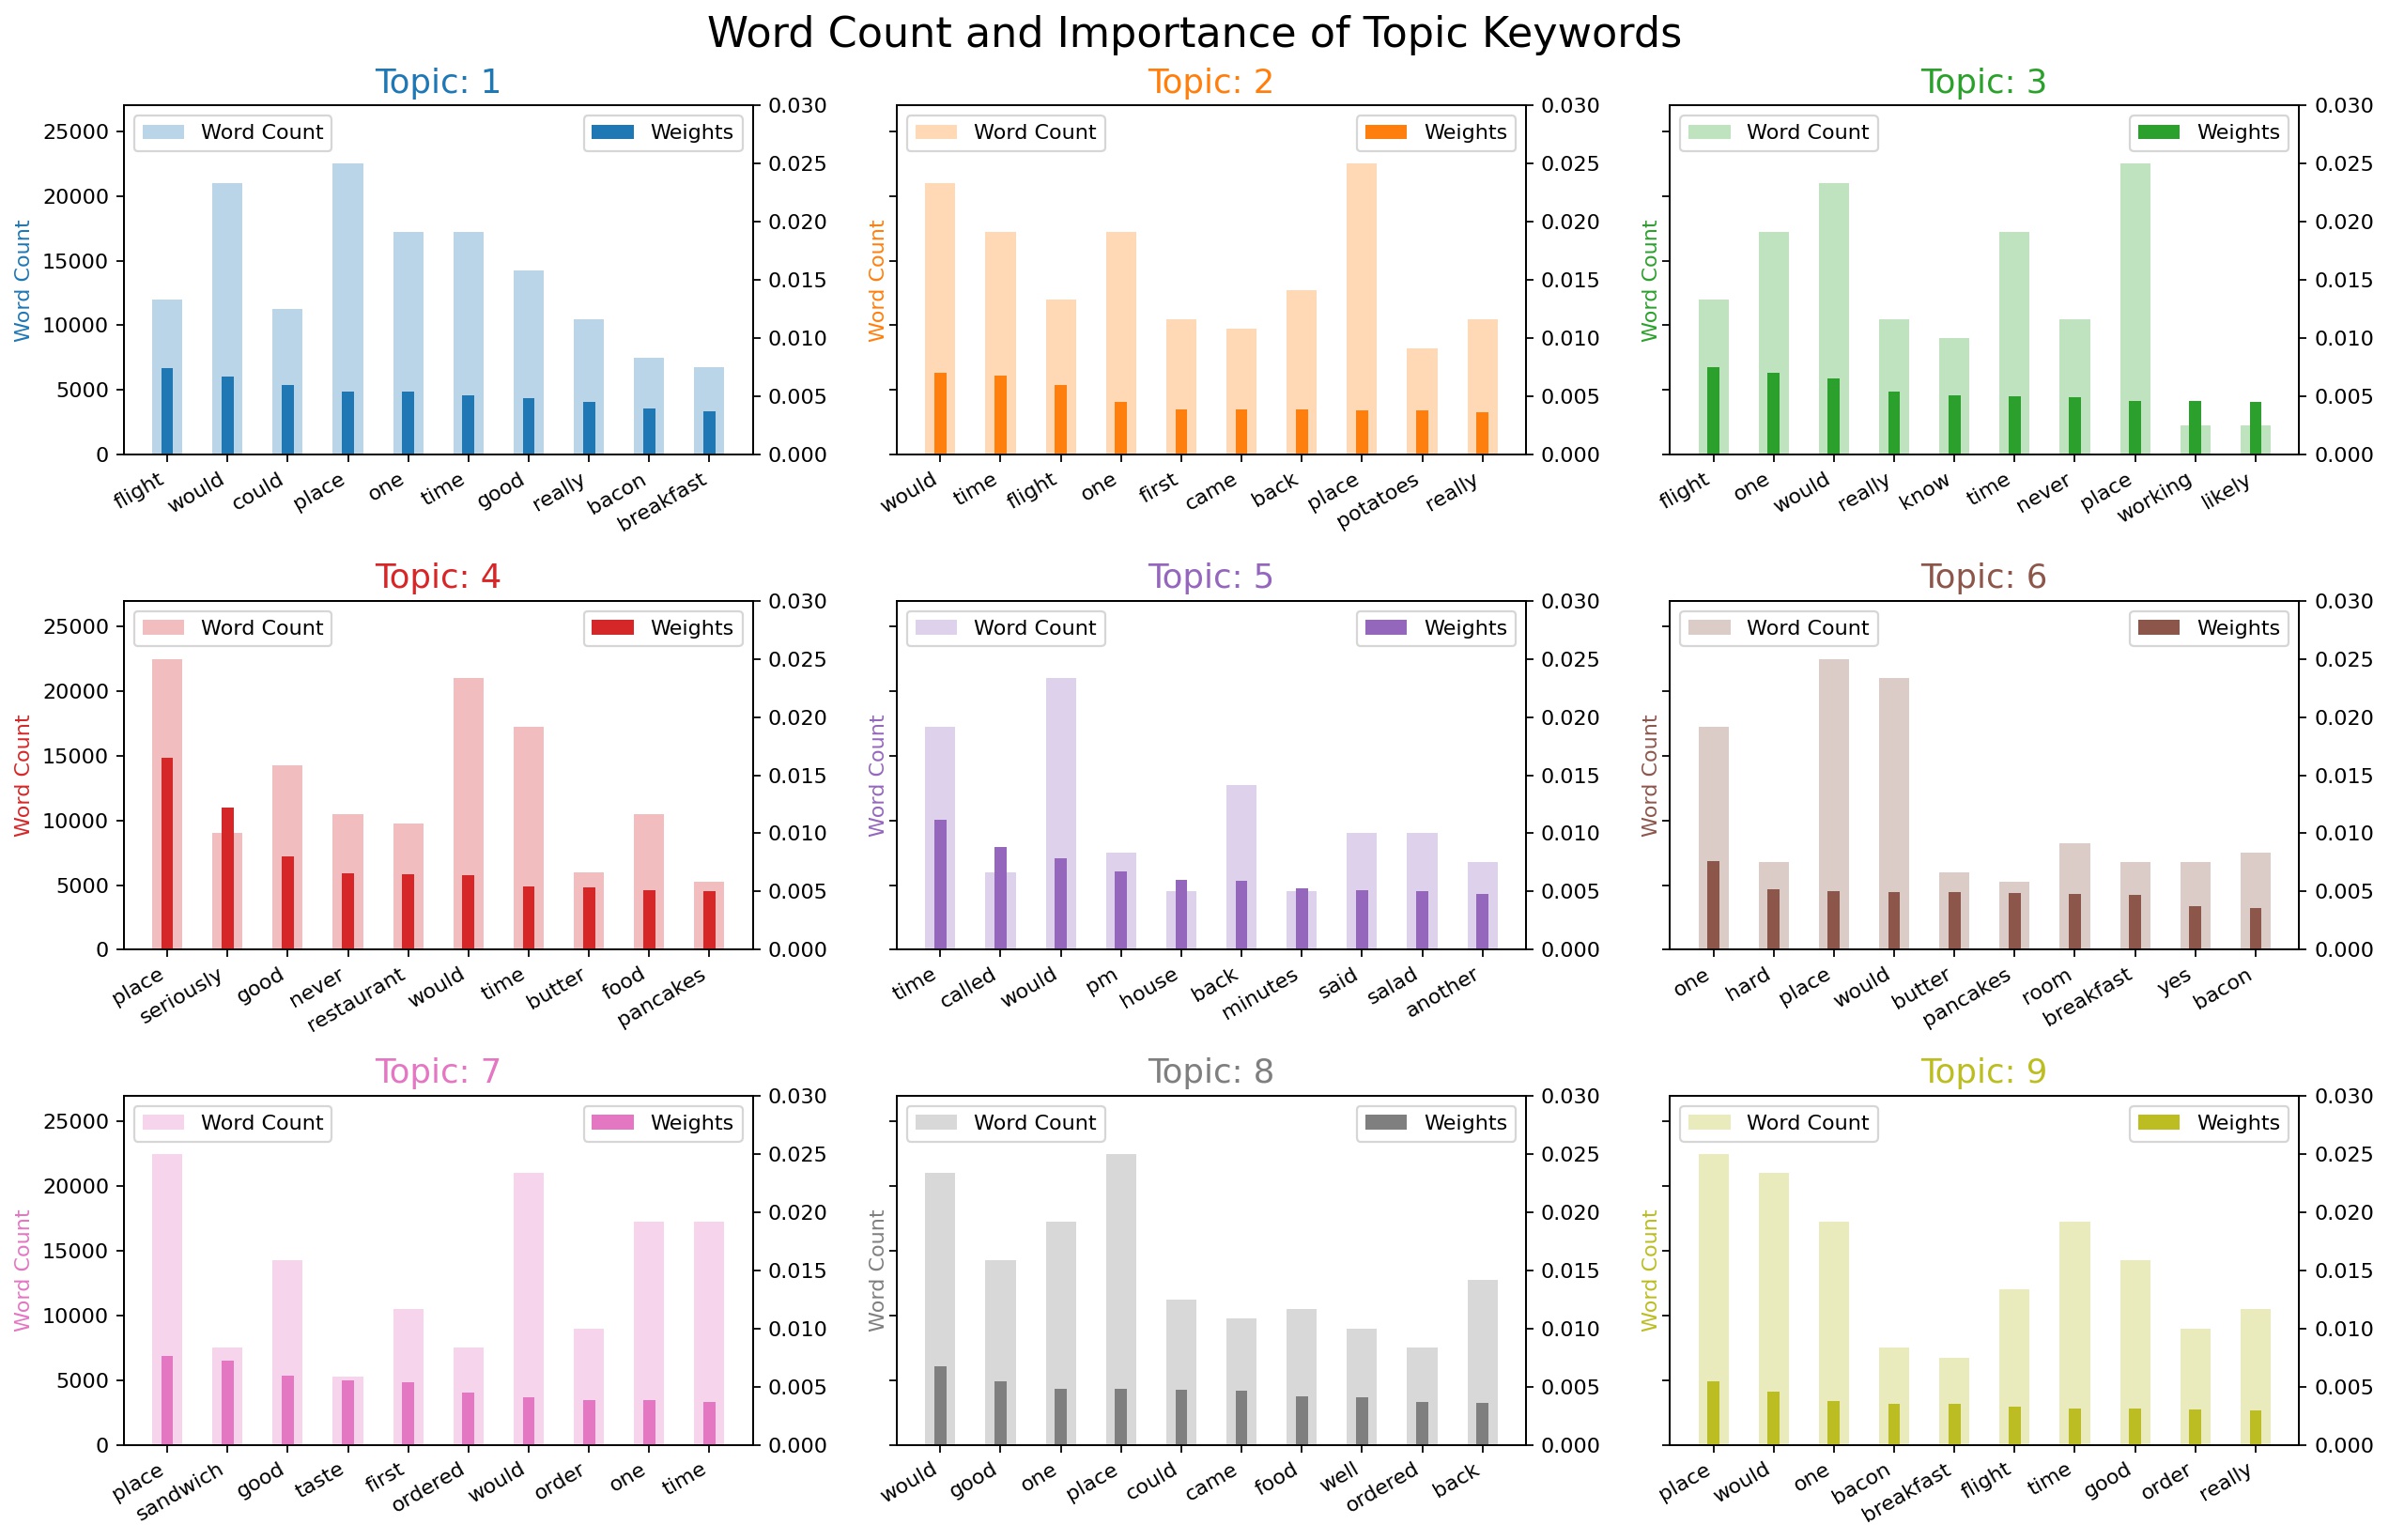 Word Count and Importance of Topic Keywords
Topic: 1
Word Count
Weights
25000
20000
15000
10000
5000
0
Word Count
0.030
0.025
0.020
0.015
0.010
0.005
0.000
flight would could place one time good really bacon breakfast
Topic: 2
Word Count
Weights
Word Count
0.030
0.025
0.020
0.015
0.010
0.005
0.000
would time flight one first came back place potatoes really
Topic: 3
Word Count
Weights
Word Count
0.030
0.025
0.020
0.015
0.010
0.005
0.000
flight one would really know time never place working likely
Topic: 4
Word Count
Weights
25000
20000
15000
10000
5000
0
Word Count
0.030
0.025
0.020
0.015
0.010
0.005
0.000
place seriously good never restaurant would time butter food pancakes
Topic: 5
Word Count
Weights
Word Count
0.030
0.025
0.020
0.015
0.010
0.005
0.000
time called would pm house back minutes said salad another
Topic: 6
Word Count
Weights
Word Count
0.030
0.025
0.020
0.015
0.010
0.005
0.000
one hard place would butter pancakes room breakfast yes bacon
Topic: 7
Word Count
Weights
25000
20000
15000
10000
5000
0
Word Count
0.030
0.025
0.020
0.015
0.010
0.005
0.000
place sandwich good taste first ordered would order one time
Topic: 8
Word Count
Weights
Word Count
0.030
0.025
0.020
0.015
0.010
0.005
0.000
would good one place could came food well ordered back
Topic: 9
Word Count
Weights
Word Count
0.030
0.025
0.020
0.015
0.010
0.005
0.000
place would one bacon breakfast flight time good order really